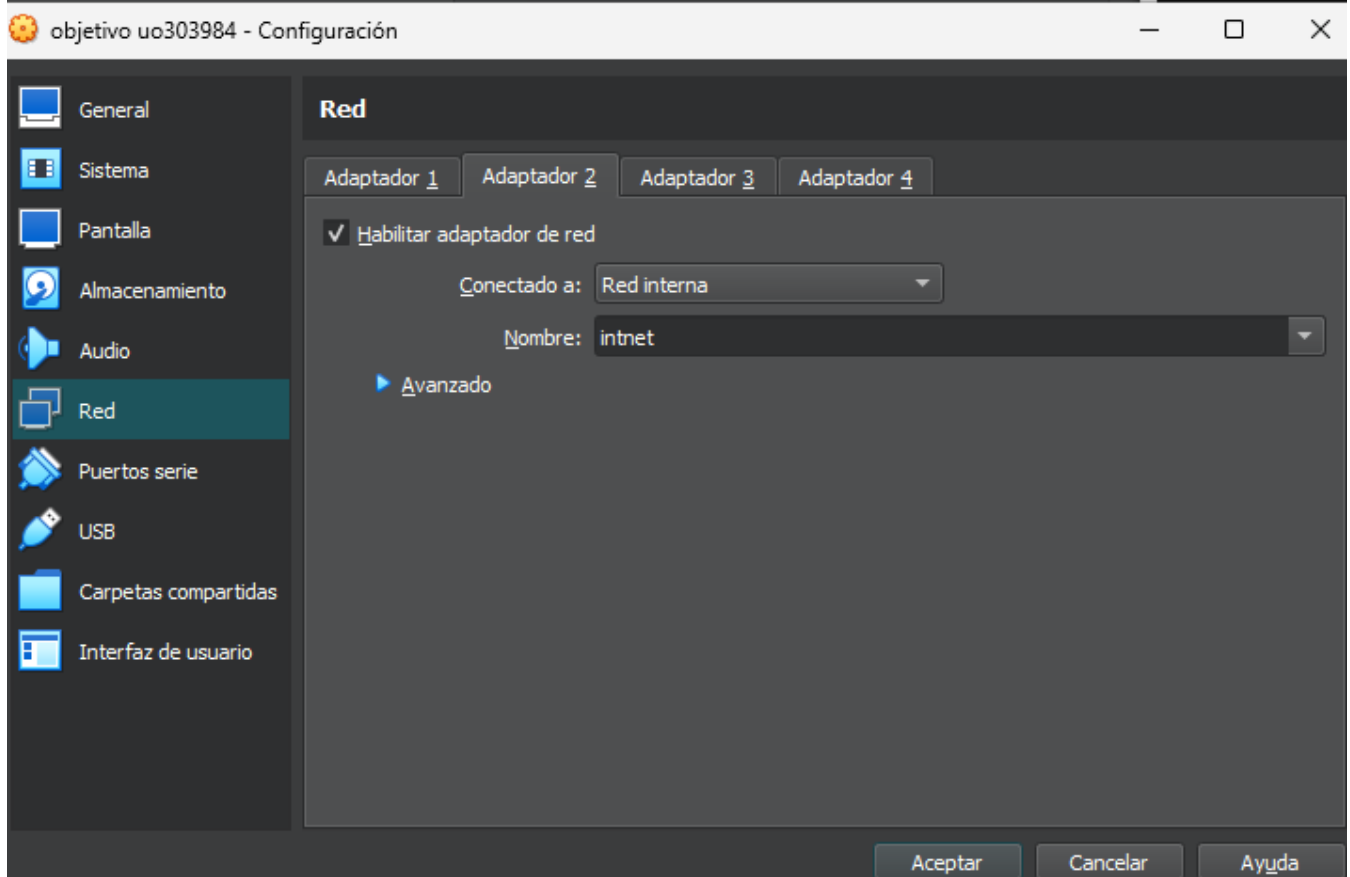 objetivo uo303984 - Configuración
General
Sistema
Pantalla
Almacenamiento
Audio
Red
Puertos serie
USB
Carpetas compartidas
Interfaz de usuario
Red
Adaptador 1 Adaptador 2 Adaptador 3 Adaptador 4
Habilitar adaptador de red
Conectado a: Red interna
Nombre: intnet
Avanzado
Aceptar Cancelar Ayuda